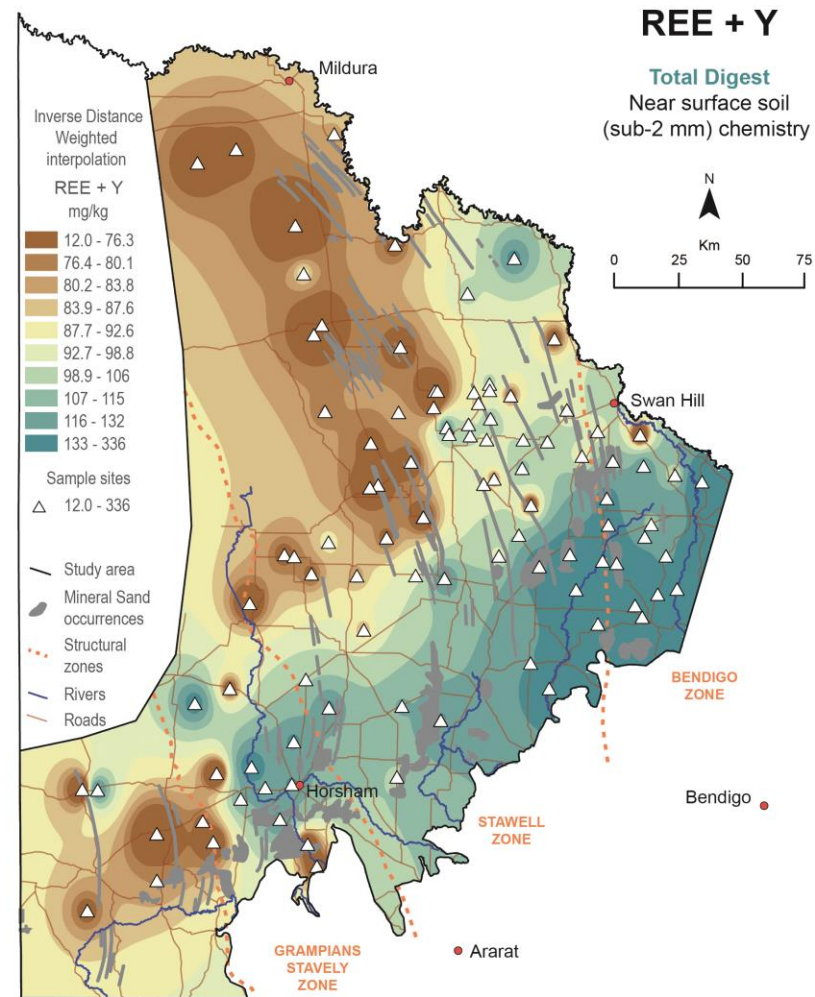 REE + Y
Total Digest
Near surface soil
(sub-2 mm) chemistry
N
0 25 50 75
Km
Inverse Distance
Weighted
interpolation
REE + Y
mg/kg
12.0 - 76.3
76.4 - 80.1
80.2 - 83.8
83.9 - 87.6
87.7 - 92.6
92.7 - 98.8
98.9 - 106
107 - 115
116 - 132
133 - 336
Sample sites
12.0 - 336
Study area
Mineral Sand
occurrences
Structural
zones
Rivers
Roads
Mildura
Swan Hill
Horsham
Bendigo
Ararat
BENDIGO
ZONE
STAWELL
ZONE
GRAMPIANS
STAVELY
ZONE